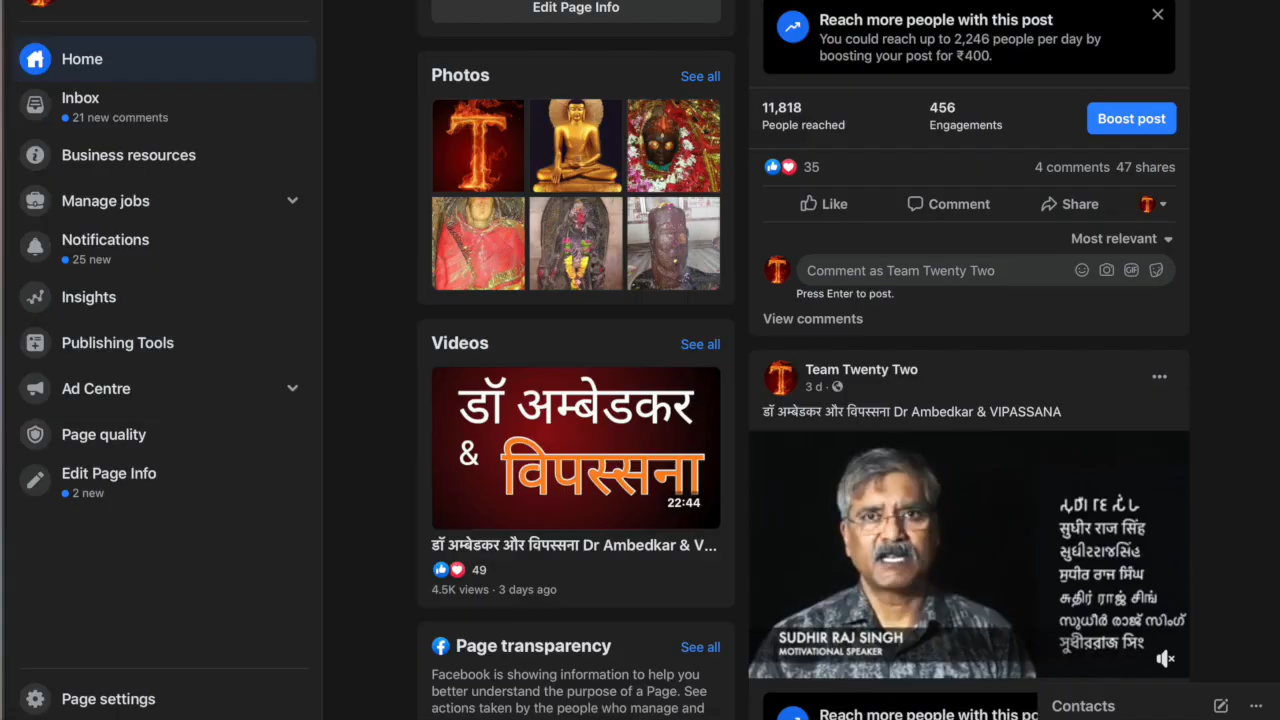 Home
Inbox
21 new comments
Business resources
Manage jobs
Notifications
25 new
Insights
Publishing Tools
Ad Centre
Page quality
Edit Page Info
2 new
Page settings
Edit Page Info
Photos
See all
T
Videos
See all
डॉ अम्बेडकर
&
विपस्सना
22:44
डॉ अम्बेडकर और विपस्सना Dr Ambedkar & V...
49
4.5K views · 3 days ago
Page transparency
See all
Facebook is showing information to help you
better understand the purpose of a Page. See
actions taken by the people who manage and
Reach more people with this post
You could reach up to 2,246 people per day by
boosting your post for ₹400.
11,818
People reached
456
Engagements
Boost post
35
4 comments 47 shares
Like
Comment
Share
Most relevant
Comment as Team Twenty Two
GIF
Press Enter to post.
View comments
Team Twenty Two
3 d ·
डॉ अम्बेडकर और विपस्सना Dr Ambedkar & VIPASSANA
सुधीर राज सिंह
SUDHIR RAJ SINGH
MOTIVATIONAL SPEAKER
Reach more people with this po
Contacts